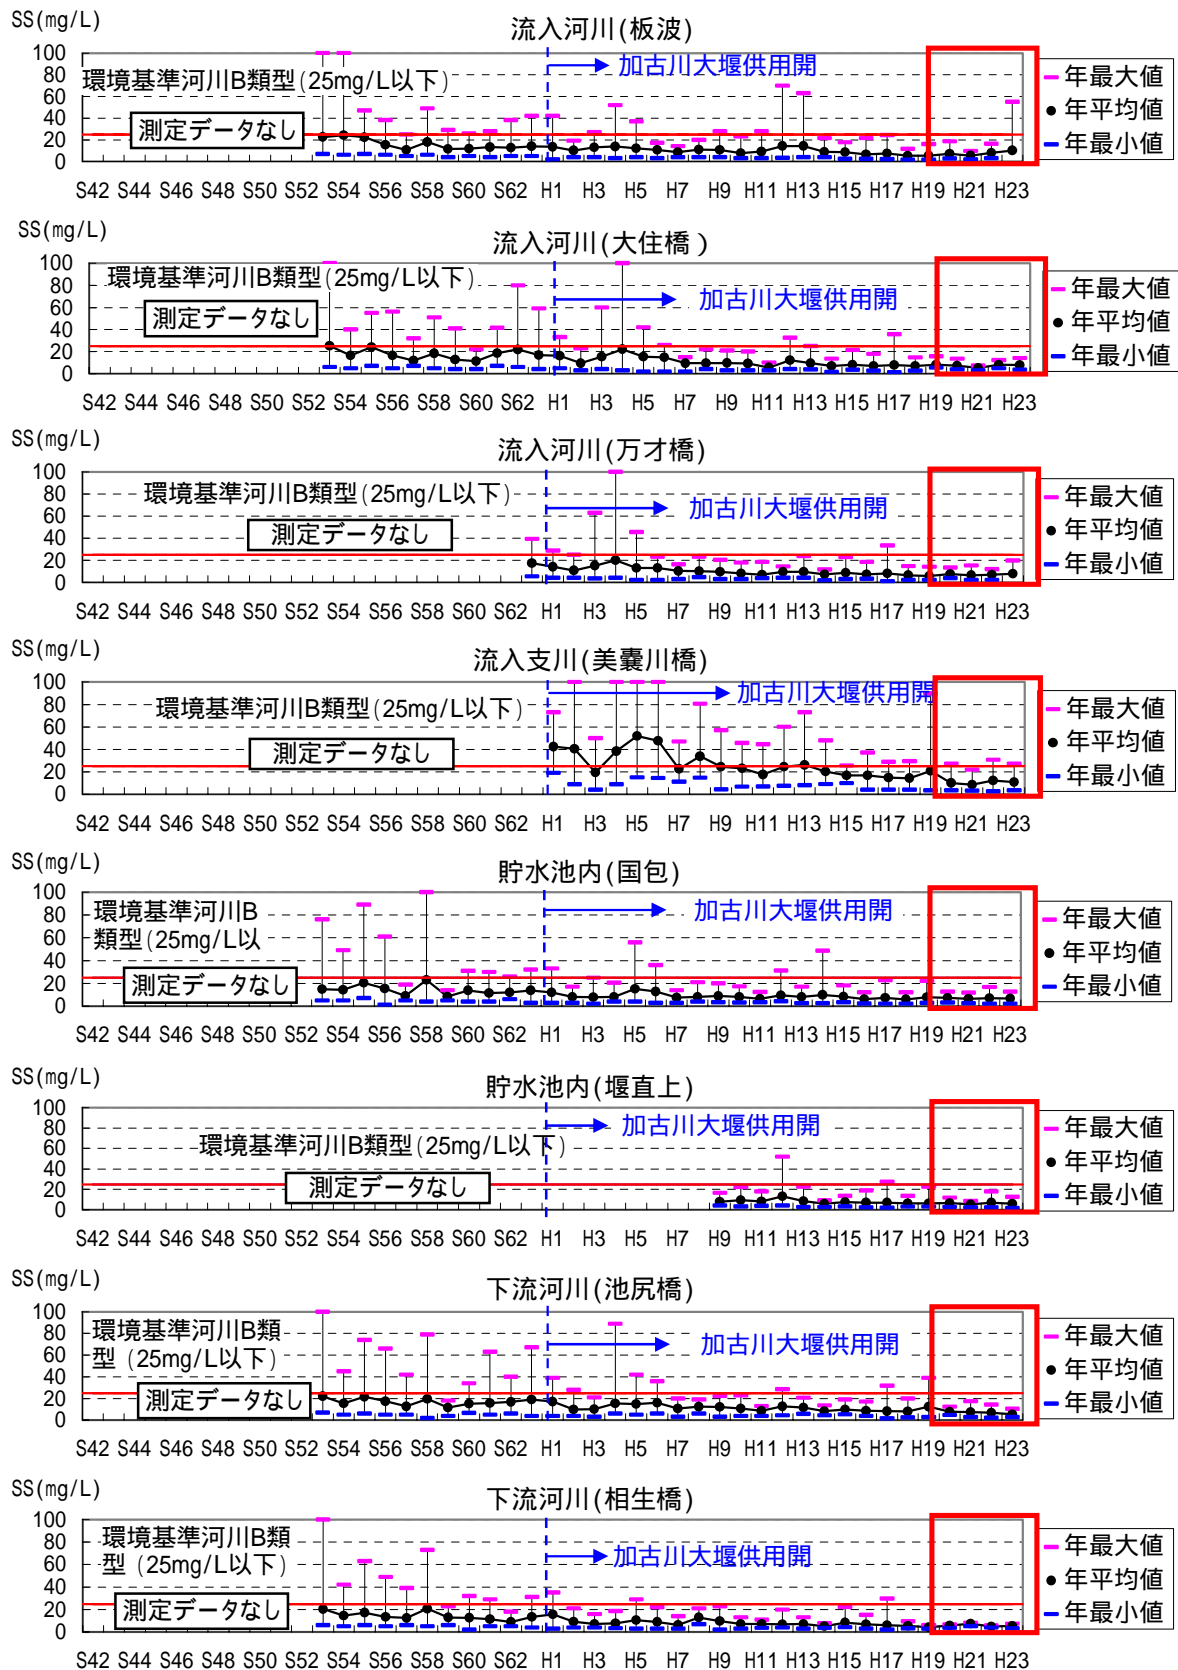 SS(mg/L)
流入河川(板波)
100
80
60
40
20
0
環境基準河川B類型(25mg/L以下)
加古川大堰供用開
測定データなし
年最大値
年平均値
年最小値
S42 S44 S46 S48 S50 S52 S54 S56 S58 S60 S62 H1 H3 H5 H7 H9 H11 H13 H15 H17 H19 H21 H23
SS(mg/L)
流入河川(大住橋 )
100
80
60
40
20
0
環境基準河川B類型(25mg/L以下)
加古川大堰供用開
測定データなし
年最大値
年平均値
年最小値
S42 S44 S46 S48 S50 S52 S54 S56 S58 S60 S62 H1 H3 H5 H7 H9 H11 H13 H15 H17 H19 H21 H23
SS(mg/L)
流入河川(万才橋)
100
80
60
40
20
0
環境基準河川B類型(25mg/L以下)
加古川大堰供用開
測定データなし
年最大値
年平均値
年最小値
S42 S44 S46 S48 S50 S52 S54 S56 S58 S60 S62 H1 H3 H5 H7 H9 H11 H13 H15 H17 H19 H21 H23
SS(mg/L)
流入支川(美嚢川橋)
100
80
60
40
20
0
環境基準河川B類型(25mg/L以下)
加古川大堰供用開
測定データなし
年最大値
年平均値
年最小値
S42 S44 S46 S48 S50 S52 S54 S56 S58 S60 S62 H1 H3 H5 H7 H9 H11 H13 H15 H17 H19 H21 H23
SS(mg/L)
貯水池内(国包)
100
80
60
40
20
0
環境基準河川B
類型(25mg/L以
加古川大堰供用開
測定データなし
年最大値
年平均値
年最小値
S42 S44 S46 S48 S50 S52 S54 S56 S58 S60 S62 H1 H3 H5 H7 H9 H11 H13 H15 H17 H19 H21 H23
SS(mg/L)
貯水池内(堰直上)
100
80
60
40
20
0
加古川大堰供用開
環境基準河川B類型(25mg/L以下)
測定データなし
年最大値
年平均値
年最小値
S42 S44 S46 S48 S50 S52 S54 S56 S58 S60 S62 H1 H3 H5 H7 H9 H11 H13 H15 H17 H19 H21 H23
SS(mg/L)
下流河川(池尻橋)
100
80
60
40
20
0
環境基準河川B類
型 (25mg/L以下)
加古川大堰供用開
測定データなし
年最大値
年平均値
年最小値
S42 S44 S46 S48 S50 S52 S54 S56 S58 S60 S62 H1 H3 H5 H7 H9 H11 H13 H15 H17 H19 H21 H23
SS(mg/L)
下流河川(相生橋)
100
80
60
40
20
0
環境基準河川B類
型 (25mg/L以下)
加古川大堰供用開
測定データなし
年最大値
年平均値
年最小値
S42 S44 S46 S48 S50 S52 S54 S56 S58 S60 S62 H1 H3 H5 H7 H9 H11 H13 H15 H17 H19 H21 H23